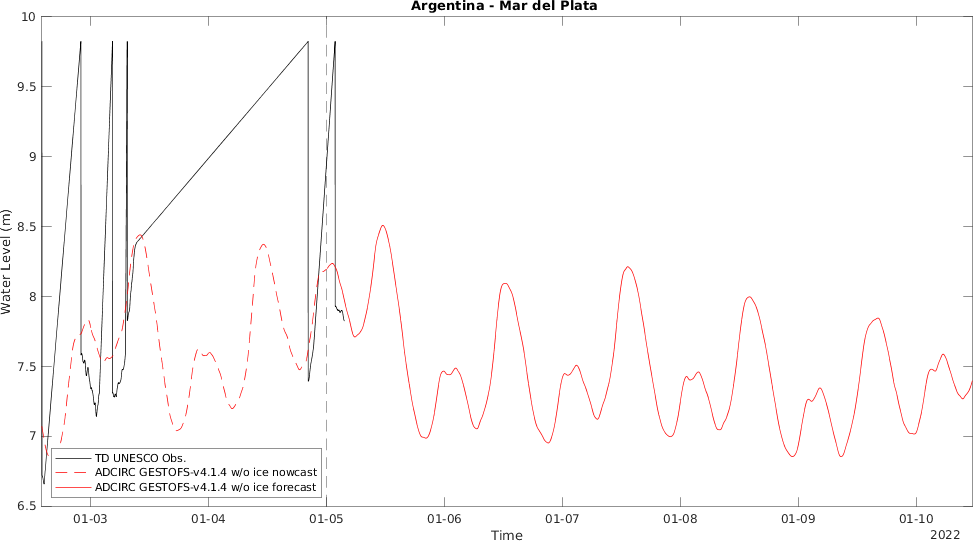 Argentina - Mar del Plata
Water Level (m)
10
9.5
9
8.5
8
7.5
7
6.5
TD UNESCO Obs.
ADCIRC GESTOFS-v4.1.4 w/o ice nowcast
ADCIRC GESTOFS-v4.1.4 w/o ice forecast
01-03 01-04 01-05 01-06 01-07 01-08 01-09 01-10
Time
2022